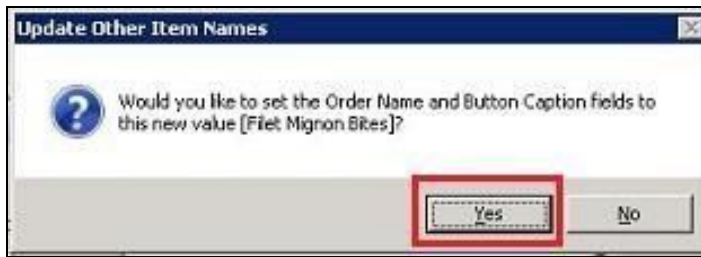 Update Other Item Names
Would you like to set the Order Name and Button Caption fields to
this new value [Filet Mignon Bites]?
Yes
No